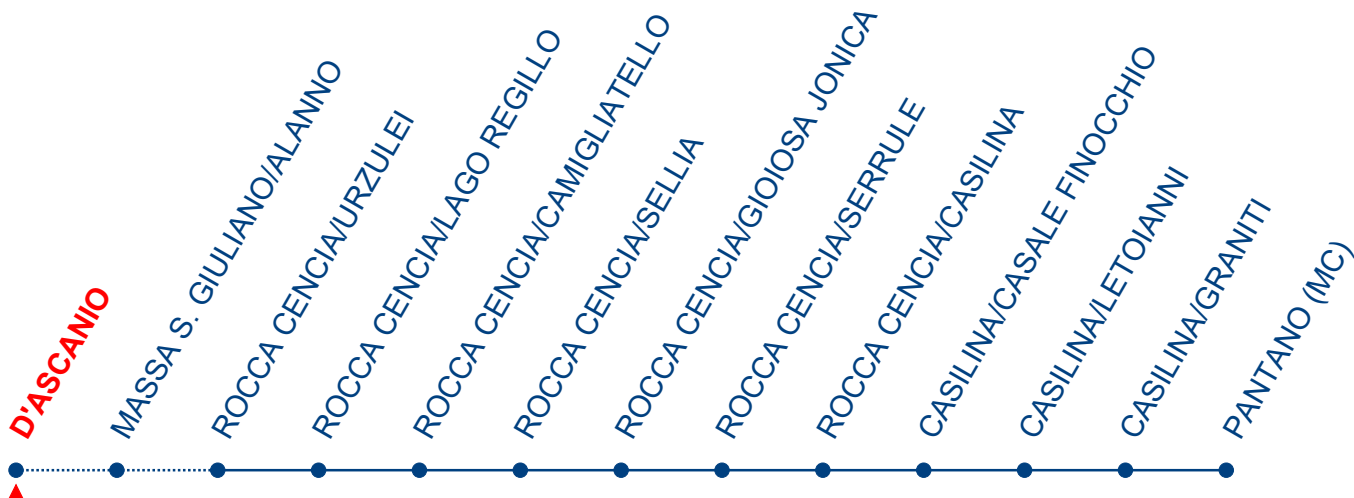 D'ASCANIO
MASSA S. GIULIANO/ALANNO
ROCCA CENCIA/URZULEI
ROCCA CENCIA/LAGO REGILLO
ROCCA CENCIA/CAMIGLIATELLO
ROCCA CENCIA/SELLIA
ROCCA CENCIA/GIOIOSA JONICA
ROCCA CENCIA/SERRULE
ROCCA CENCIA/CASILINA
CASILINA/CASALE FINOCCHIO
CASILINA/LETOIANNI
CASILINA/GRANITI
PANTANO (MC)